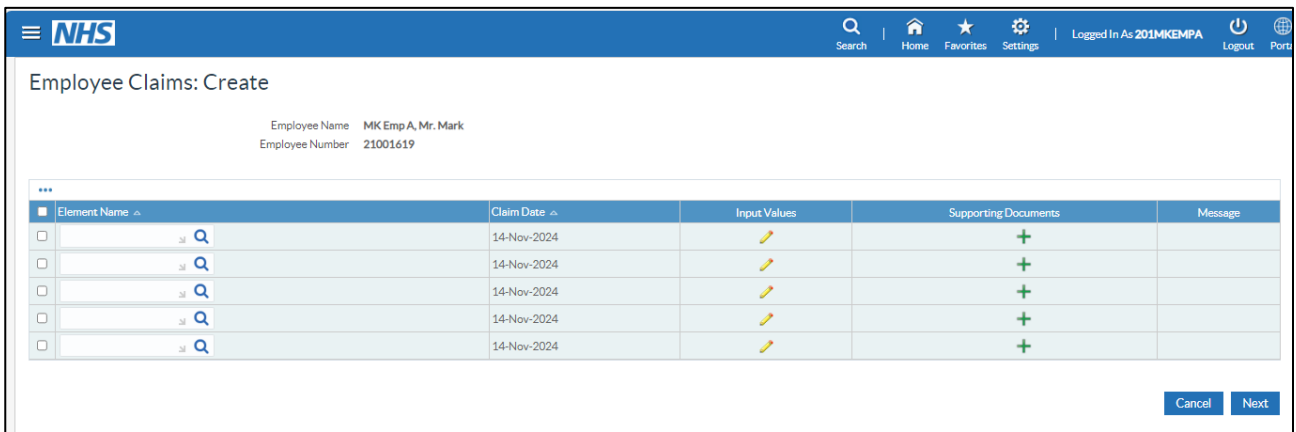 NHS
Search
Home
Favorites
Settings
Logged In As 201MKEMPA
Logout
Porta
Employee Claims: Create
Employee Name MK Emp A, Mr. Mark
Employee Number 21001619
Element Name Claim Date Input Values Supporting Documents Message
14-Nov-2024
14-Nov-2024
14-Nov-2024
14-Nov-2024
14-Nov-2024
Cancel Next